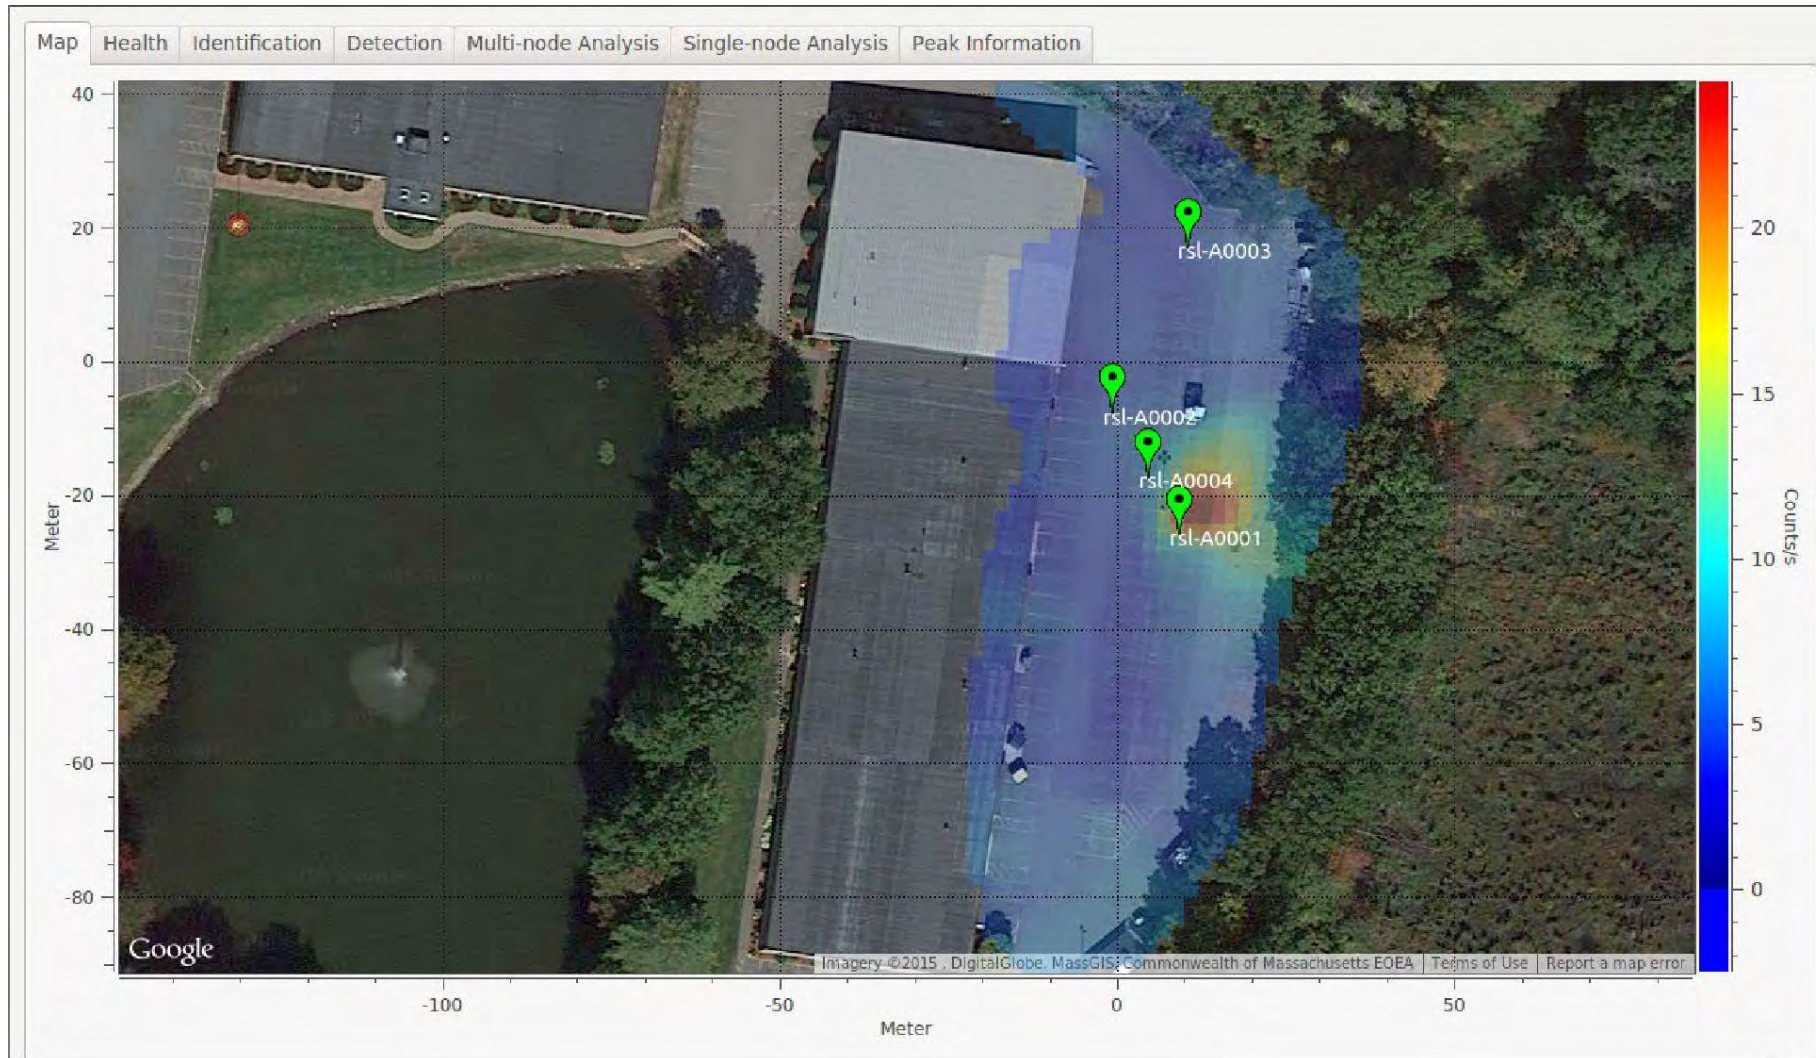 Map Health Identification Detection Multi-node Analysis Single-node Analysis Peak Information
40
20
0
-20
-40
-60
-80
Meter
rsl-A0003
rsl-A0002
rsl-A0004
rsl-A0001
Google
Imagery ©2015 , DigitalGlobe, MassGIS, Commonwealth of Massachusetts EOEA Terms of Use Report a map error
-100 -50 0 50
Meter
20
15
10
5
0
Counts/s